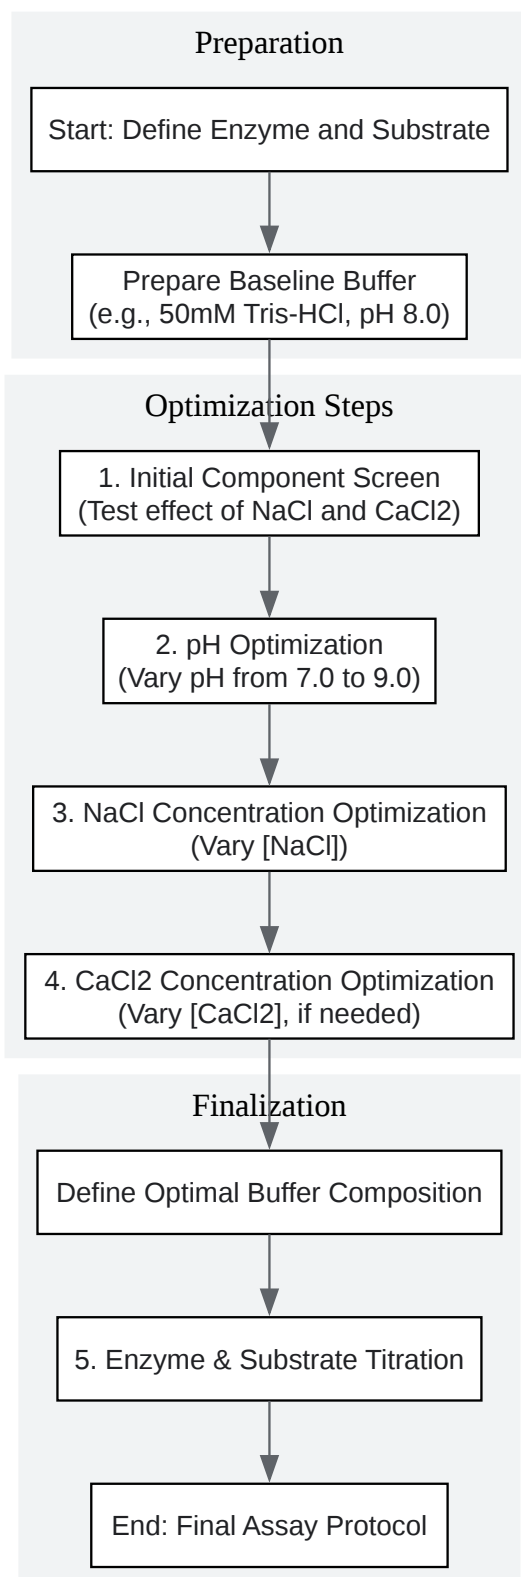 Preparation
Start: Define Enzyme and Substrate
Prepare Baseline Buffer
(e.g., 50mM Tris-HCl, pH 8.0)
Optimization Steps
1. Initial Component Screen
(Test effect of NaCl and CaCl2)
2. pH Optimization
(Vary pH from 7.0 to 9.0)
3. NaCl Concentration Optimization
(Vary [NaCl])
4. CaCl2 Concentration Optimization
(Vary [CaCl2], if needed)
Finalization
Define Optimal Buffer Composition
5. Enzyme & Substrate Titration
End: Final Assay Protocol